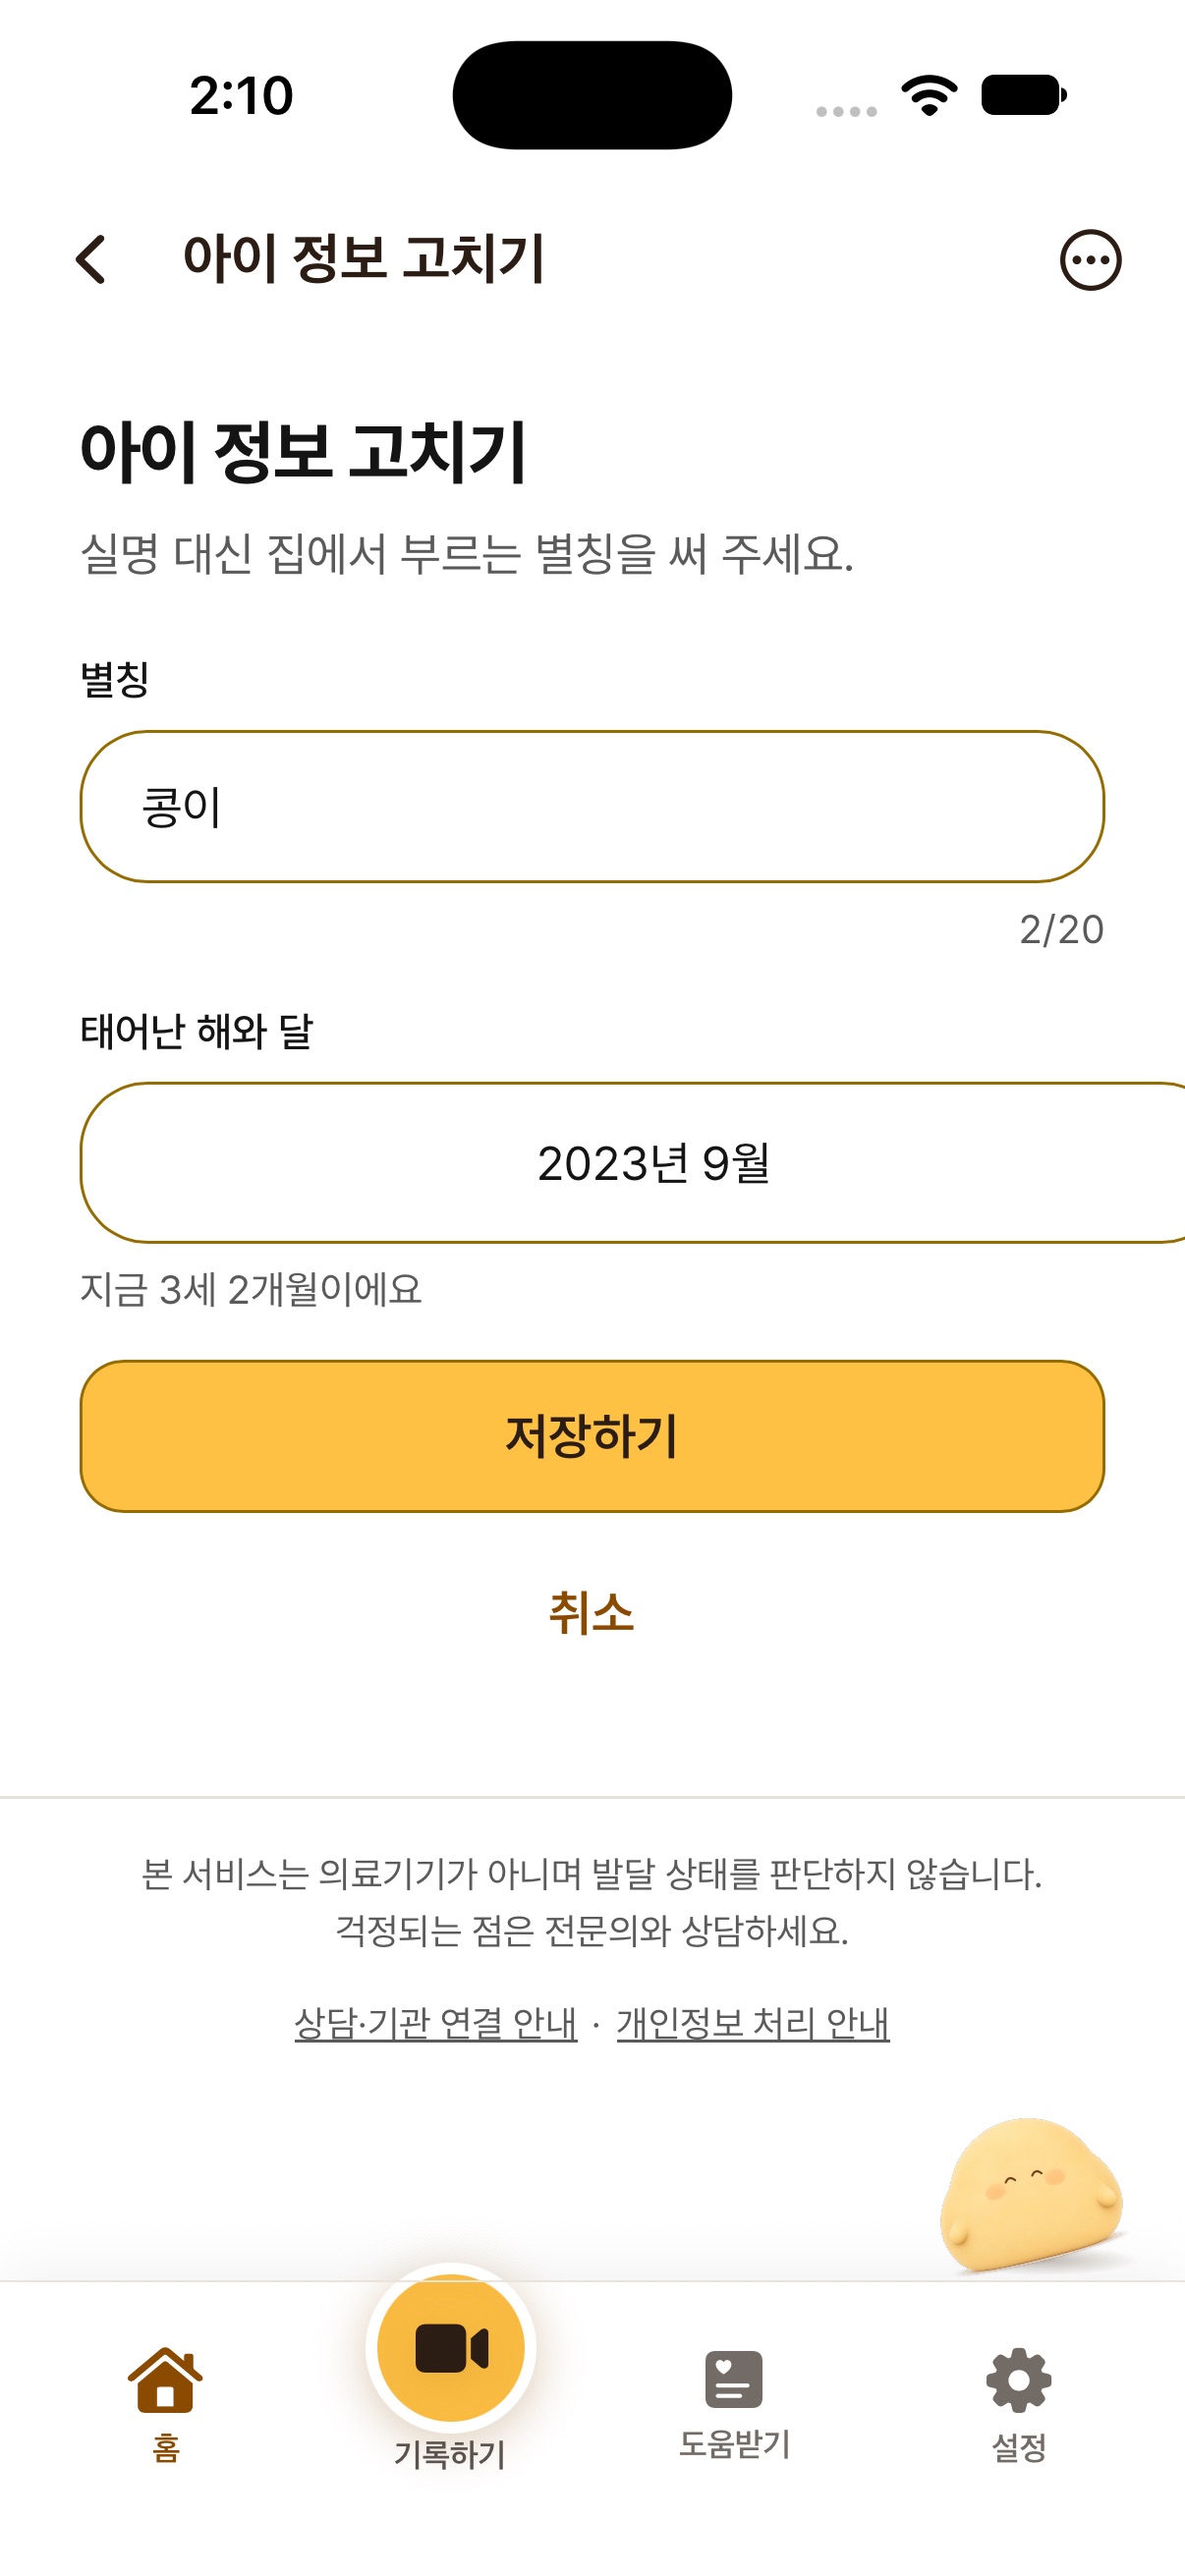 2:10
아이 정보 고치기
아이 정보 고치기
실명 대신 집에서 부르는 별칭을 써 주세요.
별칭
콩이
2/20
태어난 해와 달
2023년 9월
지금 3세 2개월이에요
저장하기
취소
본 서비스는 의료기기가 아니며 발달 상태를 판단하지 않습니다.
걱정되는 점은 전문의와 상담하세요.
상담·기관 연결 안내 · 개인정보 처리 안내
홈
기록하기
도움받기
설정